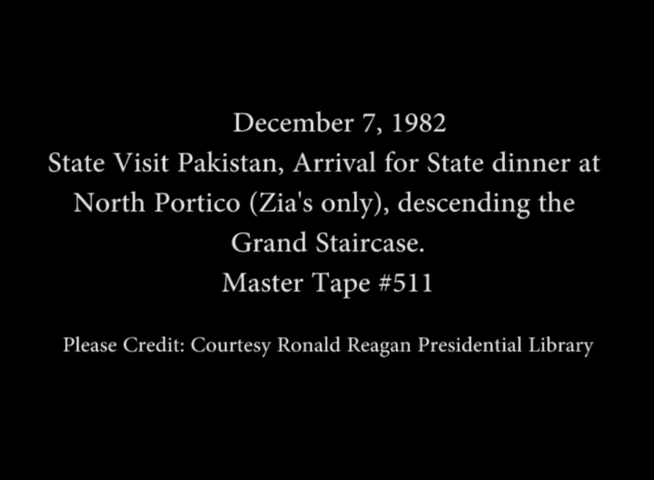 December 7, 1982
State Visit Pakistan, Arrival for State dinner at
North Portico (Zia's only), descending the
Grand Staircase.
Master Tape #511
Please Credit: Courtesy Ronald Reagan Presidential Library